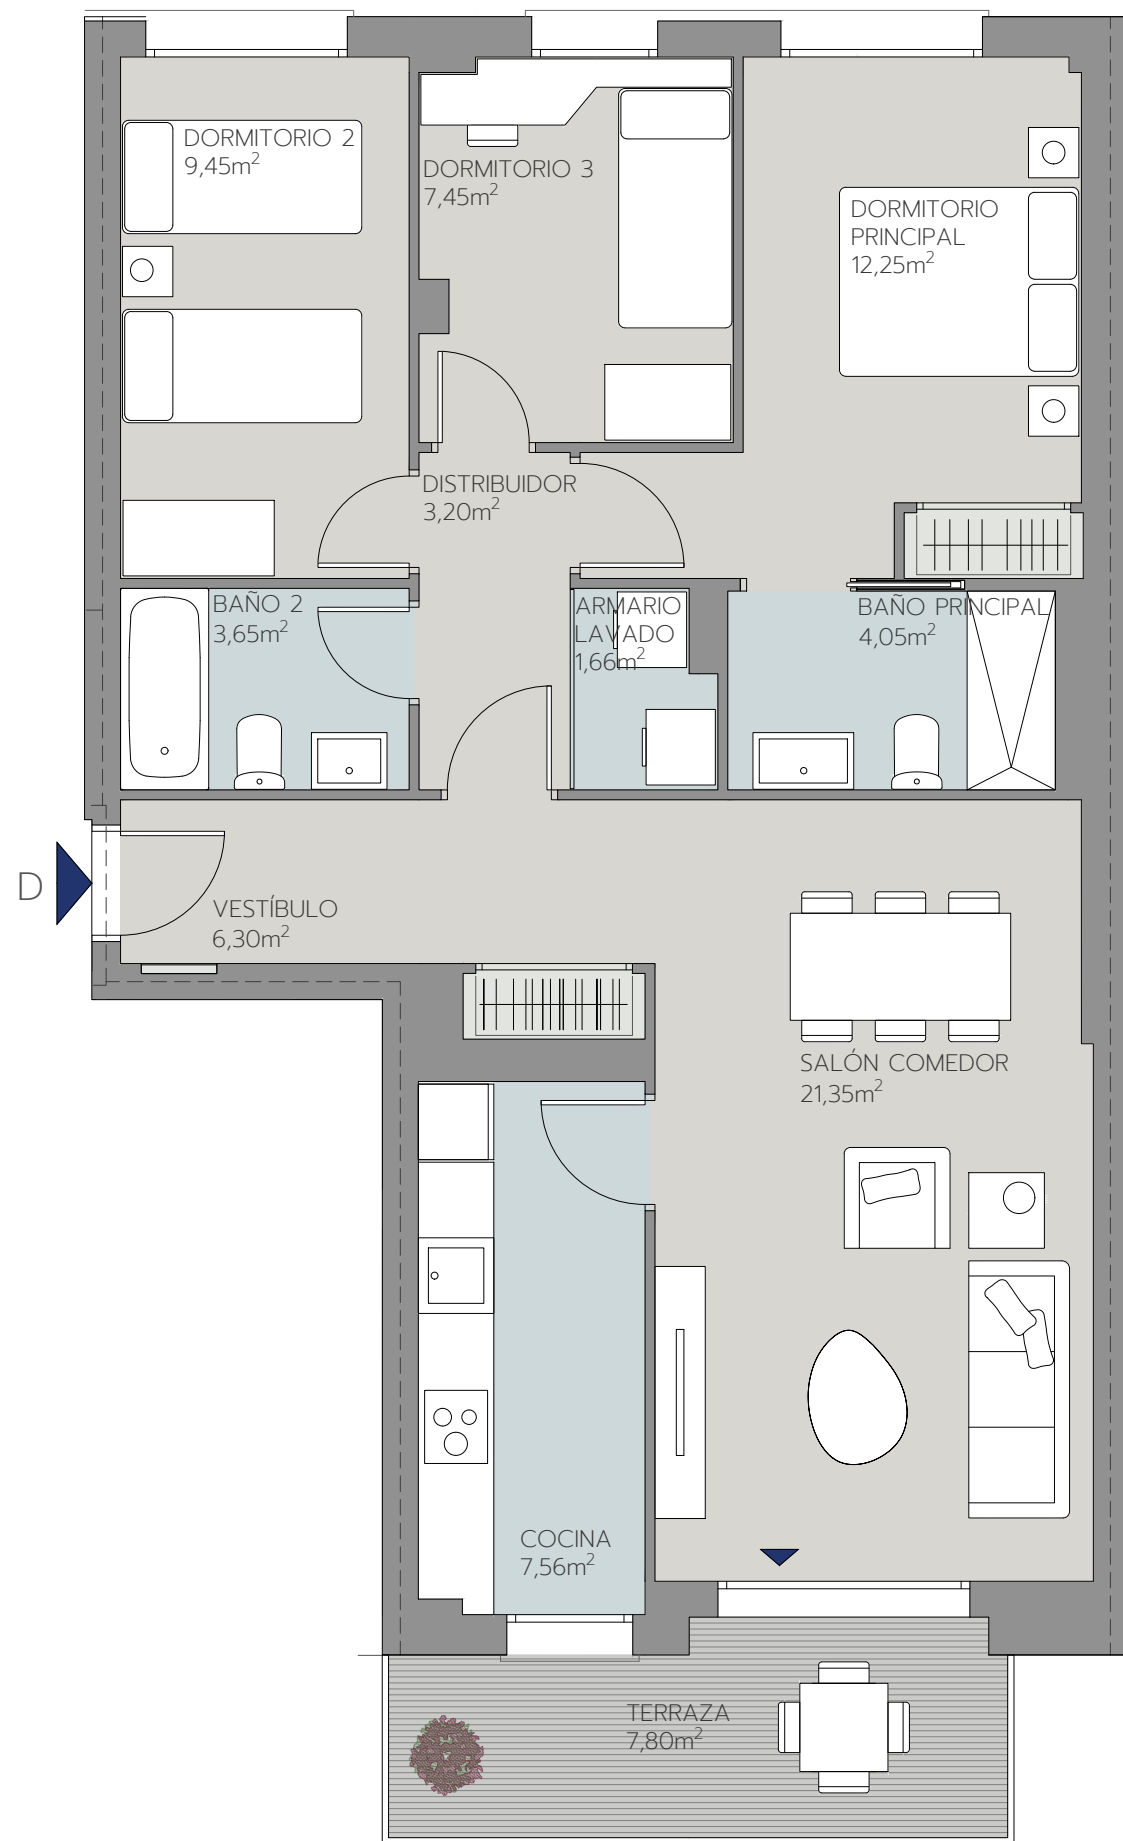 DORMITORIO 2
9,45m²
DORMITORIO 3
7,45m²
DORMITORIO
PRINCIPAL
12,25m²
DISTRIBUIDOR
3,20m²
BAÑO 2
3,65m²
ARMARIO
LAVADO
1,66m²
BAÑO PRINCIPAL
4,05m²
D
VESTÍBULO
6,30m²
SALÓN COMEDOR
21,35m²
COCINA
7,56m²
TERRAZA
7,80m²